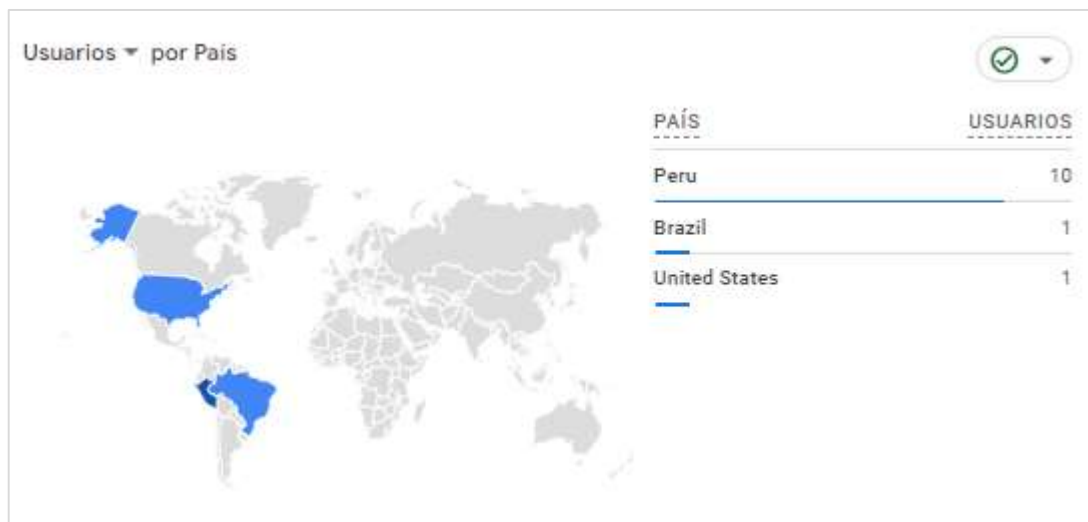 Usuarios por País
PAÍS USUARIOS
Peru 10
Brazil 1
United States 1